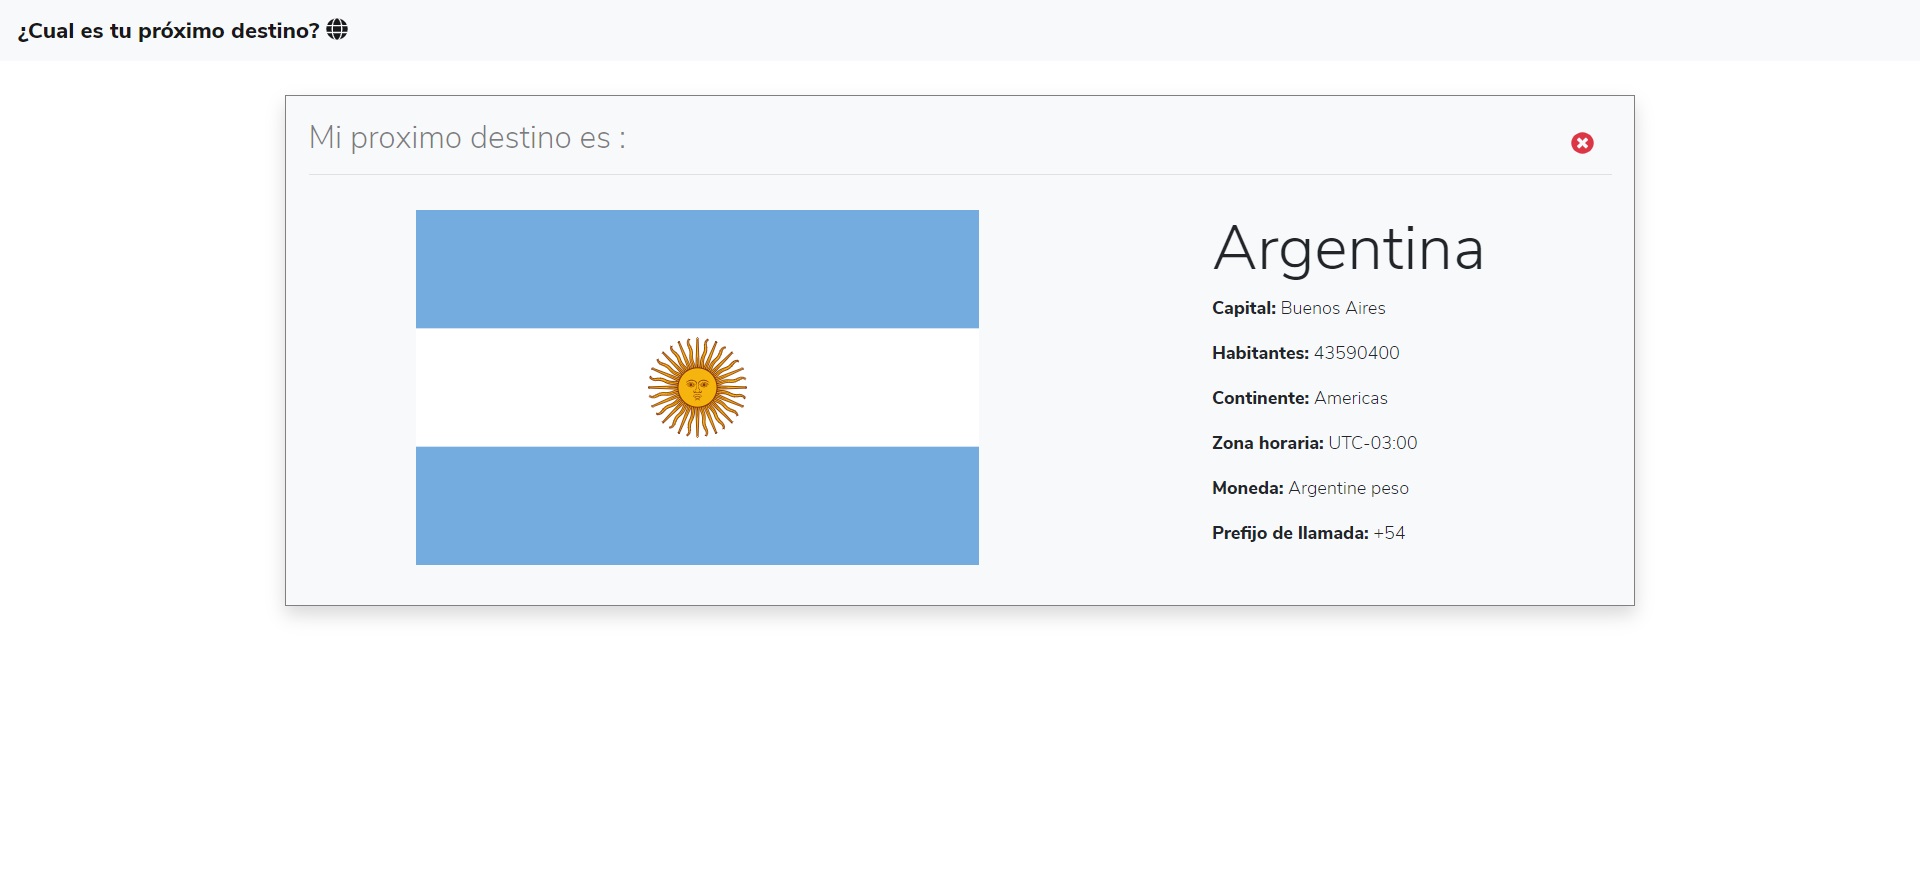 ¿Cual es tu próximo destino?
Mi proximo destino es :
Argentina
Capital: Buenos Aires
Habitantes: 43590400
Continente: Americas
Zona horaria: UTC-03:00
Moneda: Argentine peso
Prefijo de llamada: +54